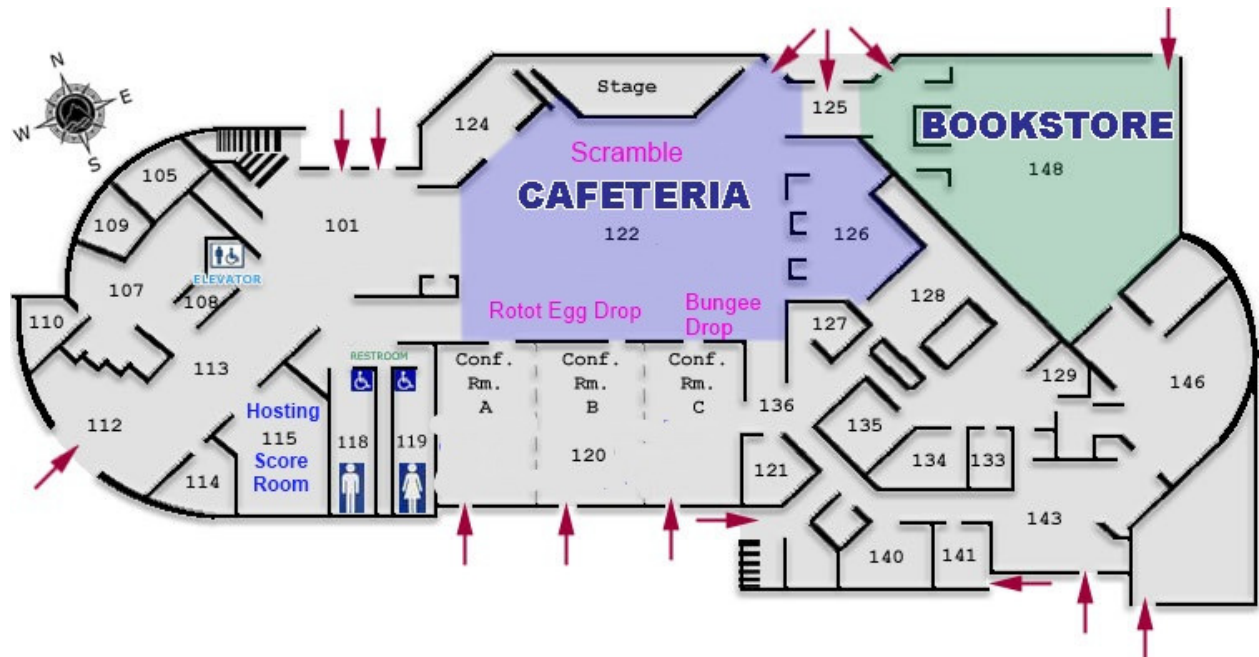 N
E
W
S
Stage
125
BOOKSTORE
124
148
Scramble
105
CAFETERIA
109
101
122
126
ELEVATOR
107
108
128
110
Rotot Egg Drop
Bungee
Drop
127
RESTROOM
113
Conf.
Rm.
A
Conf.
Rm.
B
Conf.
Rm.
C
129
146
136
Hosting
112
115
Score
Room
118
119
120
135
134
133
121
114
143
140
141